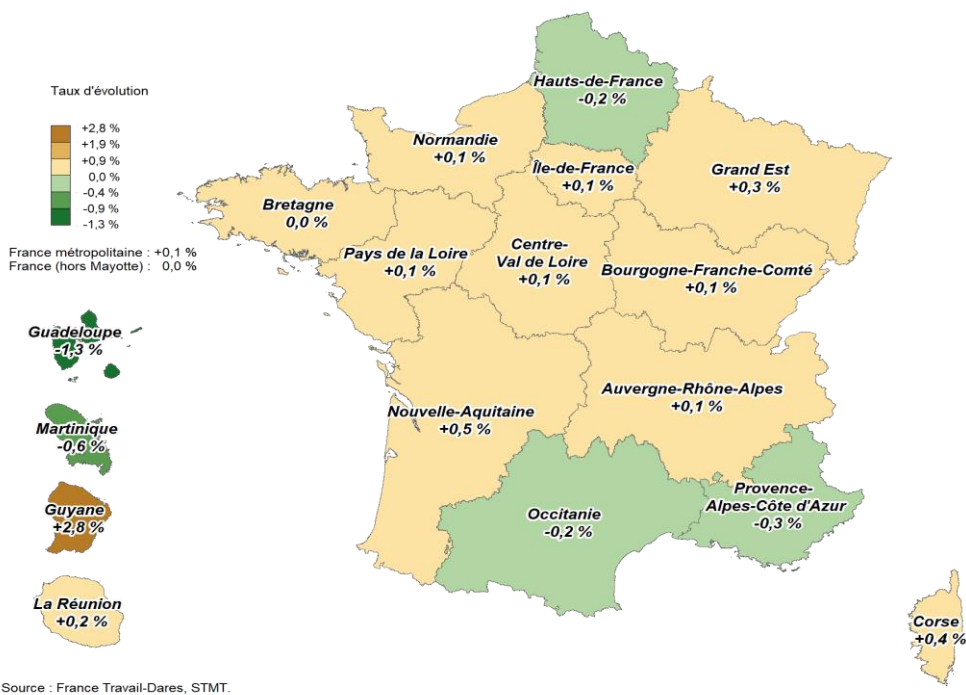 Taux d'évolution
+2,8 %
+1,9 %
+0,9 %
0,0 %
-0,4 %
-0,9 %
-1,3 %
France métropolitaine : +0,1 %
France (hors Mayotte) : 0,0 %
Hauts-de-France
-0,2 %
Normandie
+0,1 %
Île-de-France
+0,1 %
Grand Est
+0,3 %
Bretagne
0,0 %
Pays de la Loire
+0,1 %
Centre-
Val de Loire
+0,1 %
Bourgogne-Franche-Comté
+0,1 %
Guadeloupe
-1,3 %
Auvergne-Rhône-Alpes
+0,1 %
Nouvelle-Aquitaine
+0,5 %
Martinique
-0,6 %
Guyane
+2,8 %
Occitanie
-0,2 %
Provence-
Alpes-Côte d'Azur
-0,3 %
La Réunion
+0,2 %
Corse
+0,4 %
Source : France Travail-Dares, STMT.